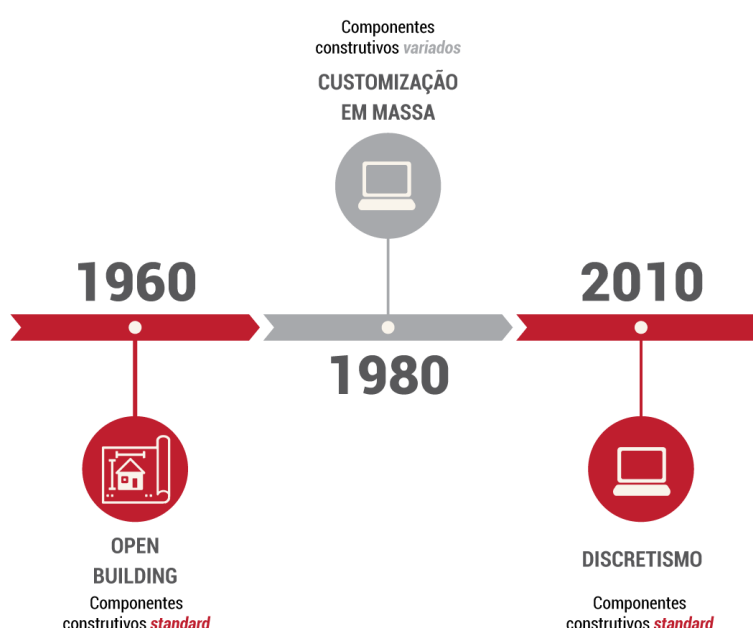 Componentes
construtivos variados
CUSTOMIZAÇÃO
EM MASSA
1960
2010
1980
OPEN
BUILDING
Componentes
construtivos standard
DISCRETISMO
Componentes
construtivos standard